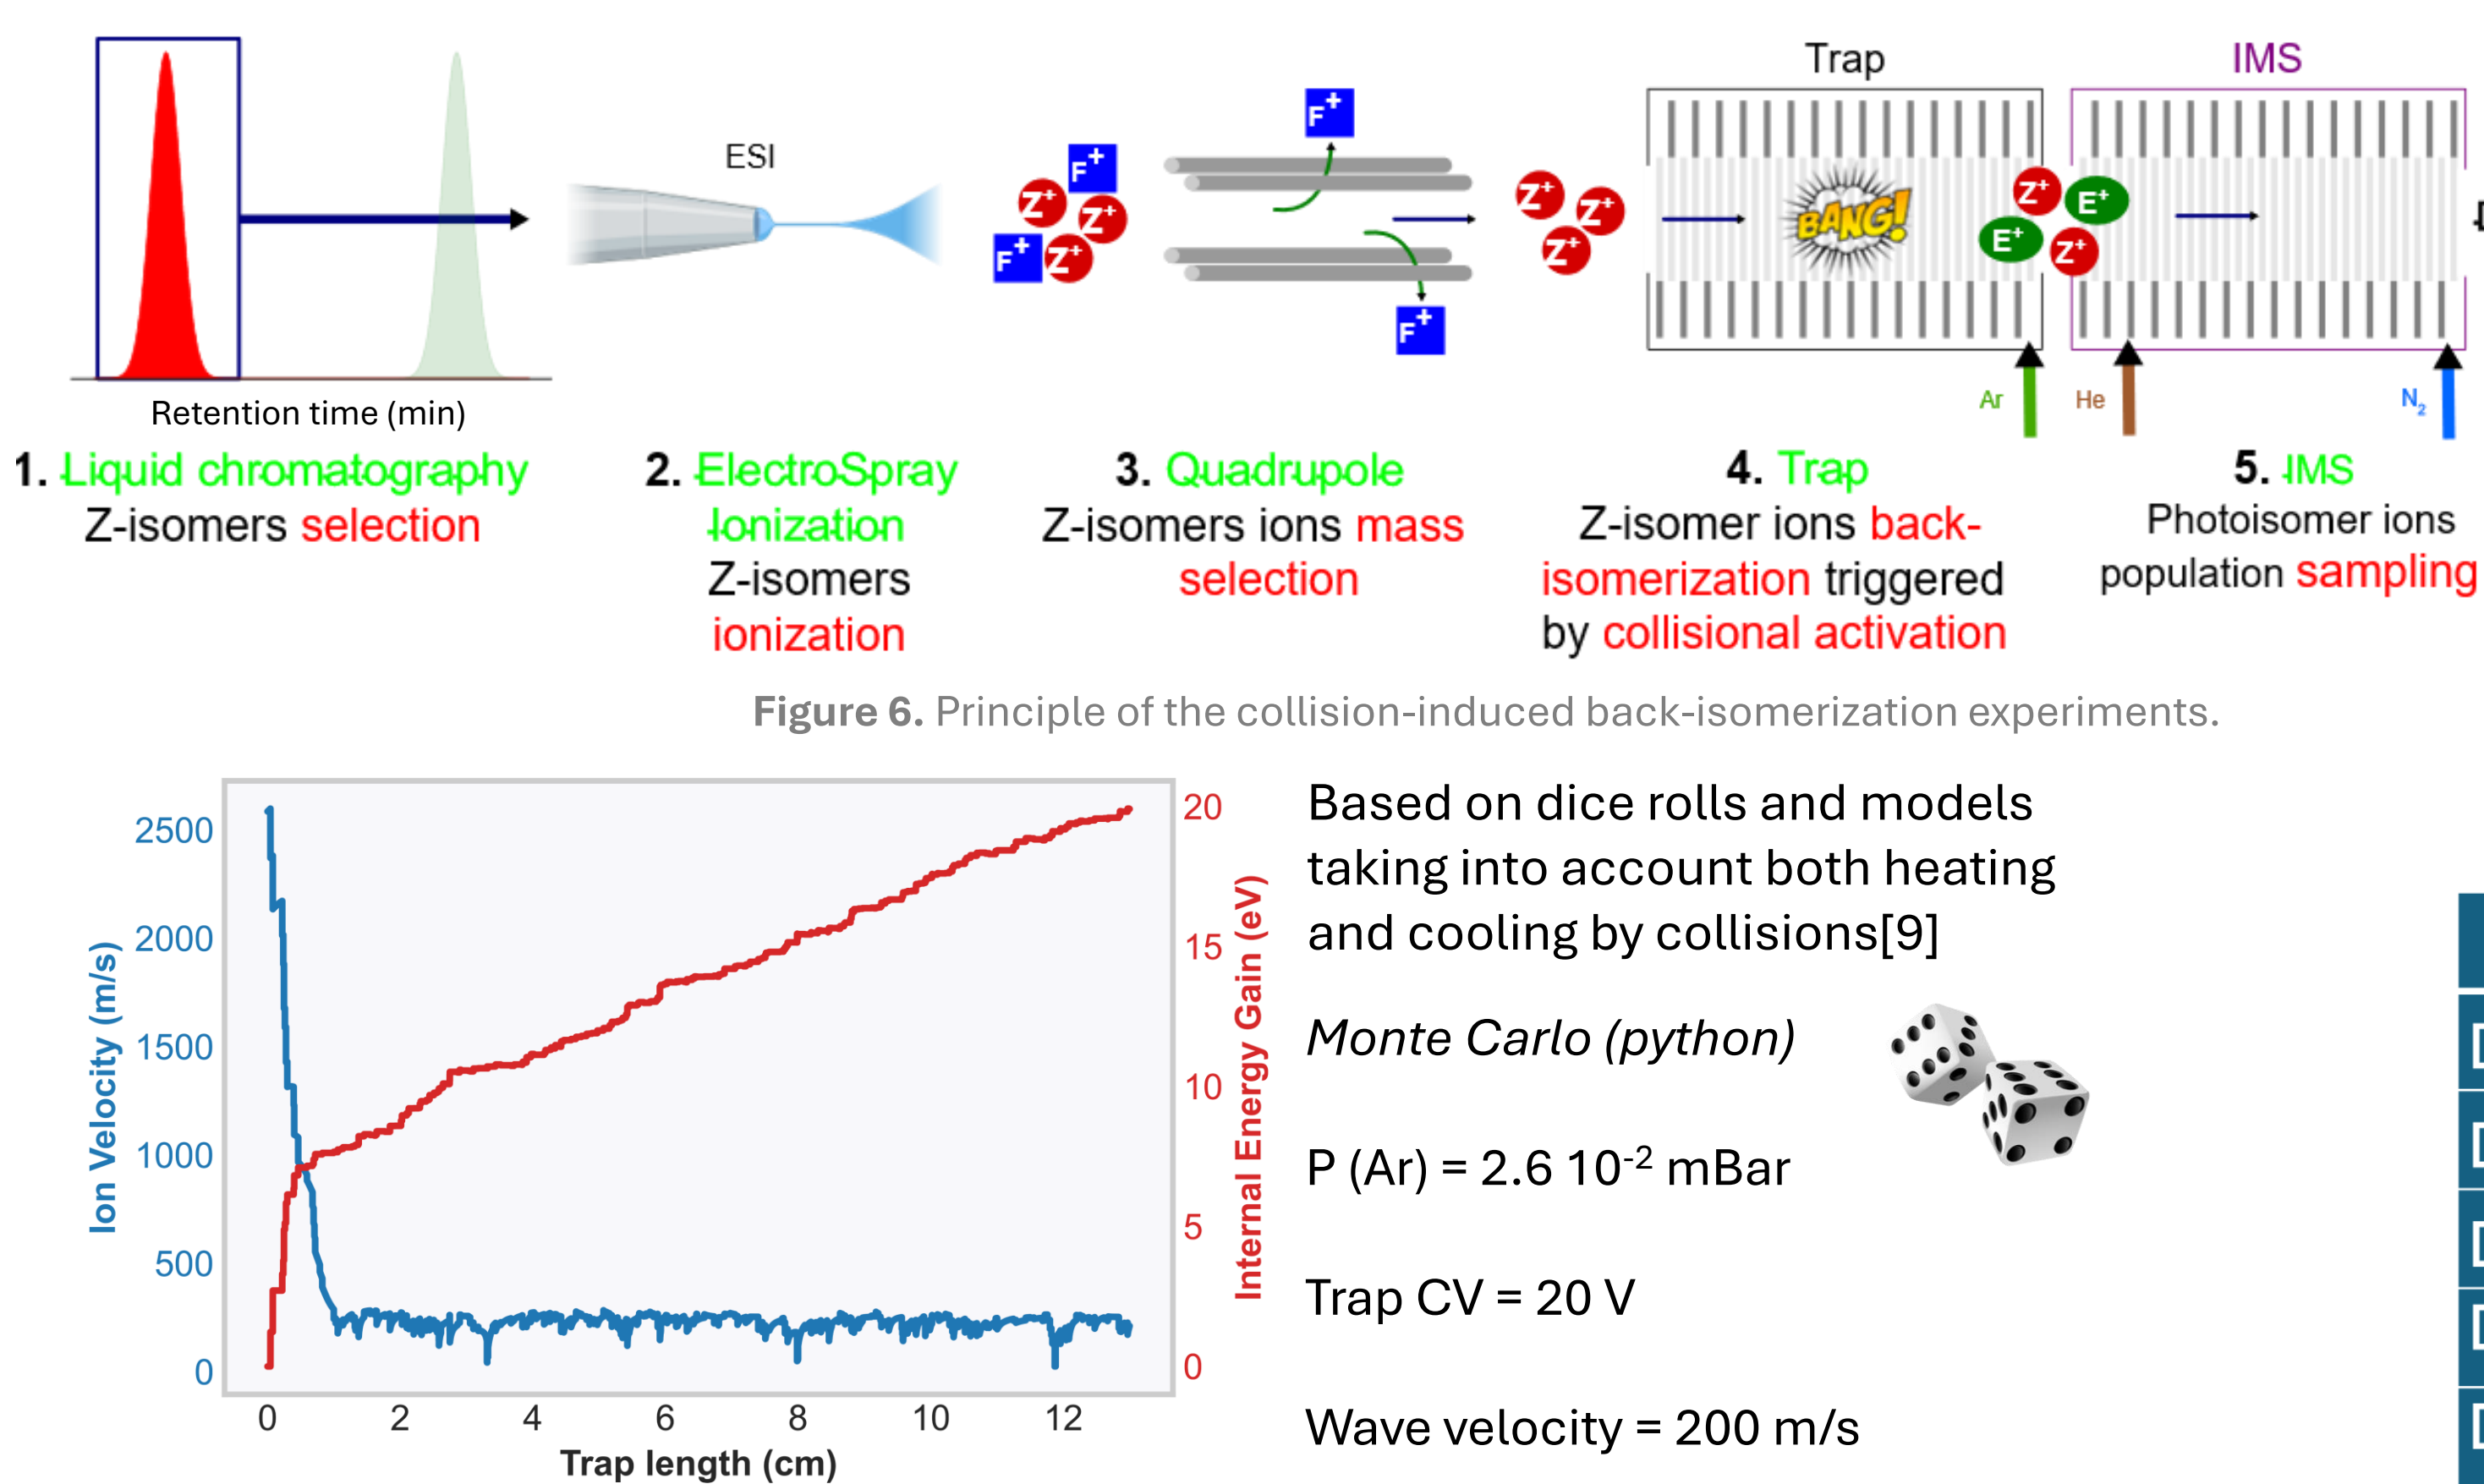 Trap
IMS
ESI
F+
F+
Z+
Z+
F+
Z+
F+
Z+
Z+
Z+
BANG!
Z+
E+
E+
Z+
Ar
He
N2
Retention time (min)
1. Liquid chromatography
Z-isomers selection
2. ElectroSpray
Ionization
Z-isomers
ionization
3. Quadrupole
Z-isomers ions mass
selection
4. Trap
Z-isomer ions back-
isomerization triggered
by collisional activation
5. IMS
Photoisomer ions
population sampling
Figure 6. Principle of the collision-induced back-isomerization experiments.
Ion Velocity (m/s)
2500
2000
1500
1000
500
0
20
15
10
5
0
Internal Energy Gain (eV)
0 2 4 6 8 10 12
Trap length (cm)
Based on dice rolls and models
taking into account both heating
and cooling by collisions[9]
Monte Carlo (python)
P (Ar) = 2.6 10-2 mBar
Trap CV = 20 V
Wave velocity = 200 m/s